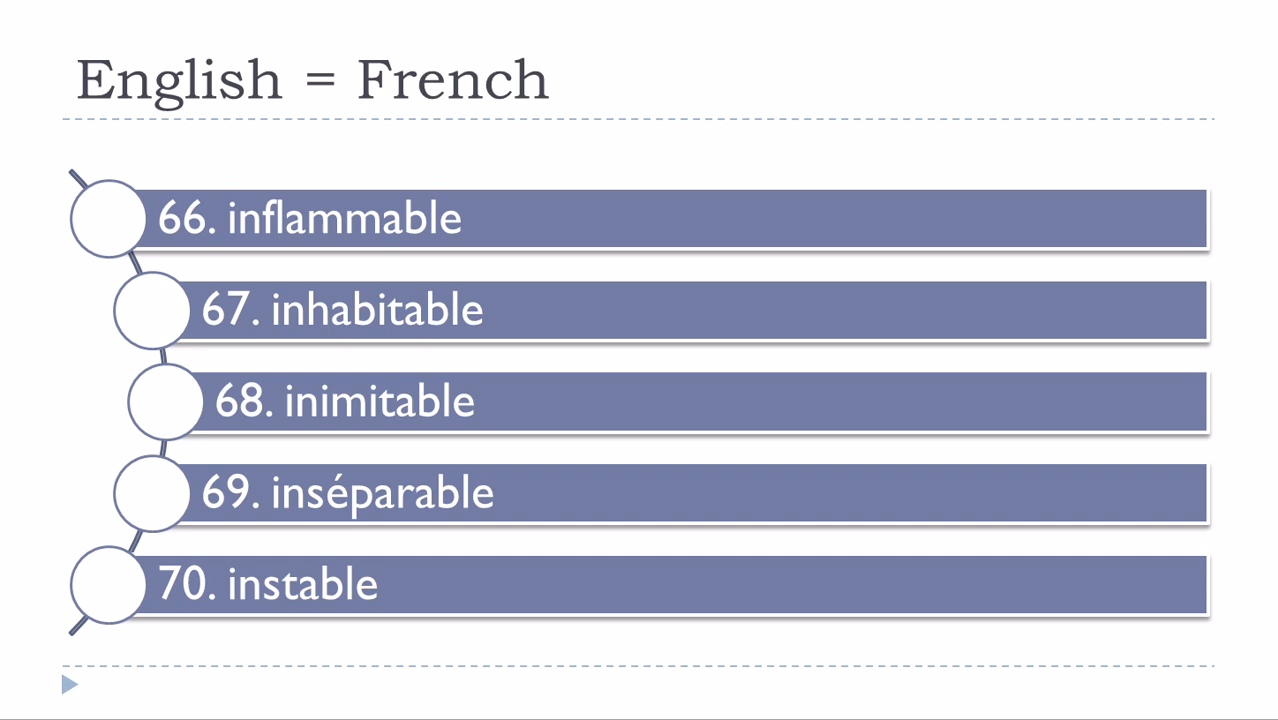 English = French
66. inflammable
67. inhabitable
68. inimitable
69. inséparable
70. instable